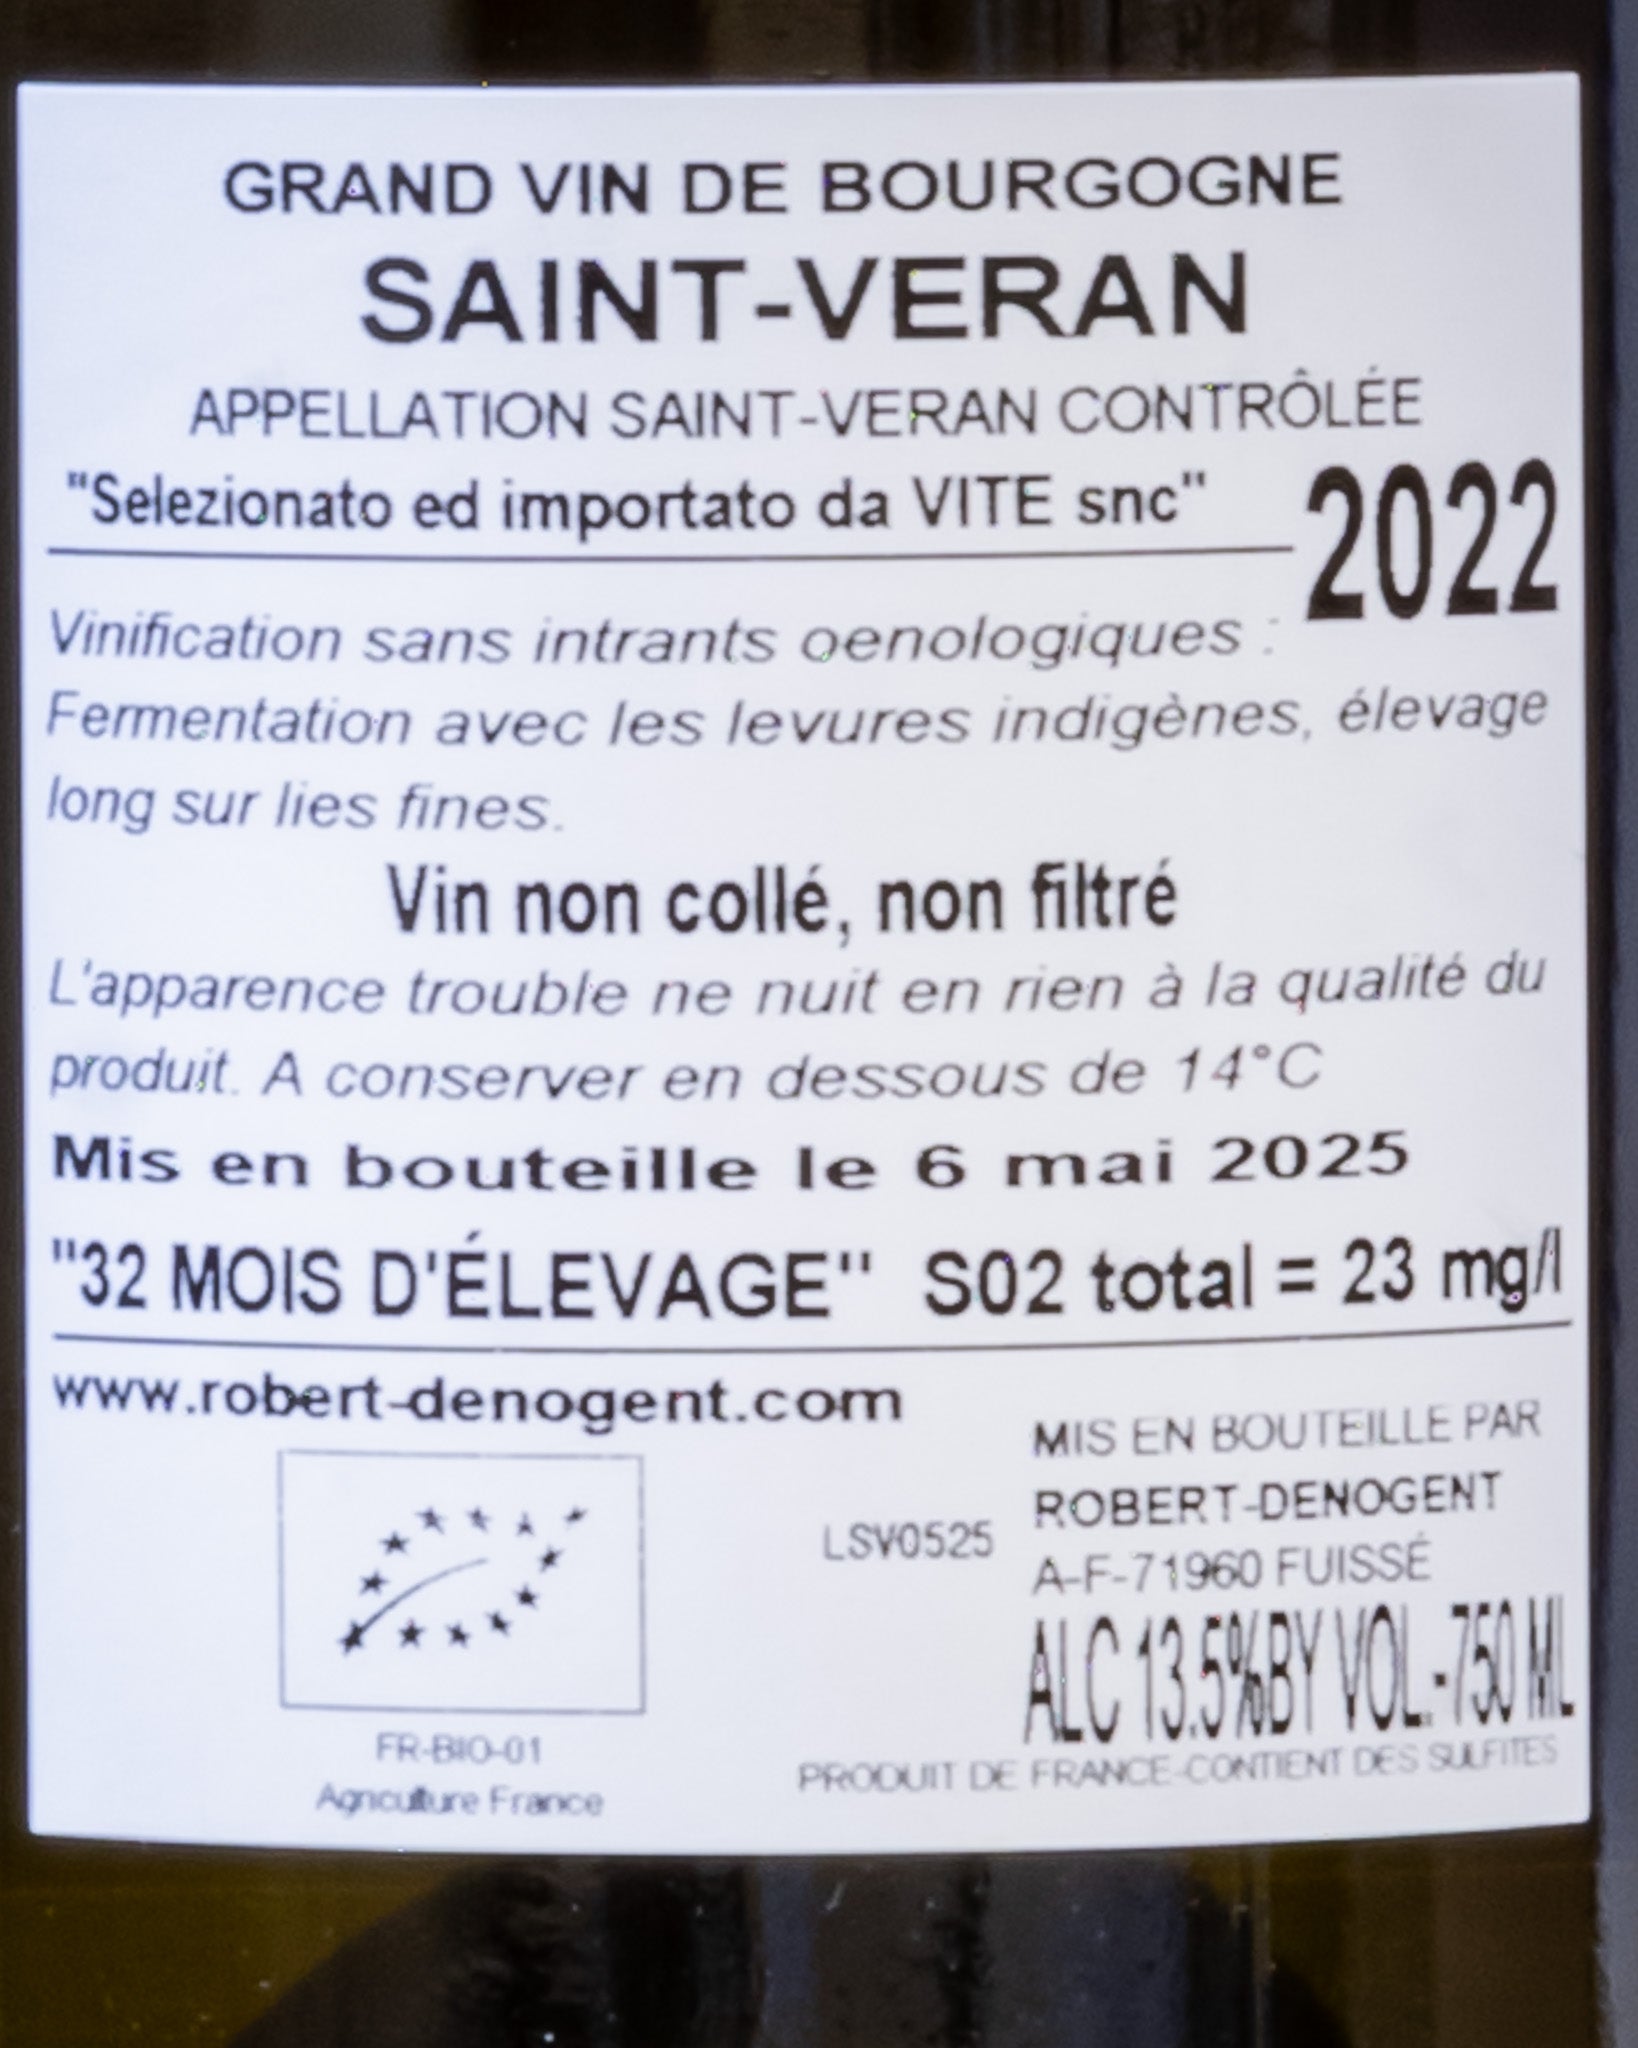 GRAND VIN DE BOURGOGNE
SAINT-VERAN
APPELLATION SAINT-VERAN CONTRÔLÉE
"Selezionato ed importato da VITE snc"
2022
Vinification sans intrants oenologiques :
Fermentation avec les levures indigènes, élevage
long sur lies fines.
Vin non collé, non filtré
L'apparence trouble ne nuit en rien à la qualité du
produit. A conserver en dessous de 14°C
Mis en bouteille le 6 mai 2025
"32 MOIS D'ÉLEVAGE" S02 total = 23 mg/l
www.robert-denogent.com
MIS EN BOUTEILLE PAR
ROBERT-DENOGENT
LSV0525
A-F-71960 FUISSÉ
ALC 13.5%BY VOL.-750 ML
FR-BIO-01
Agriculture France
PRODUIT DE FRANCE-CONTIENT DES SULFITES